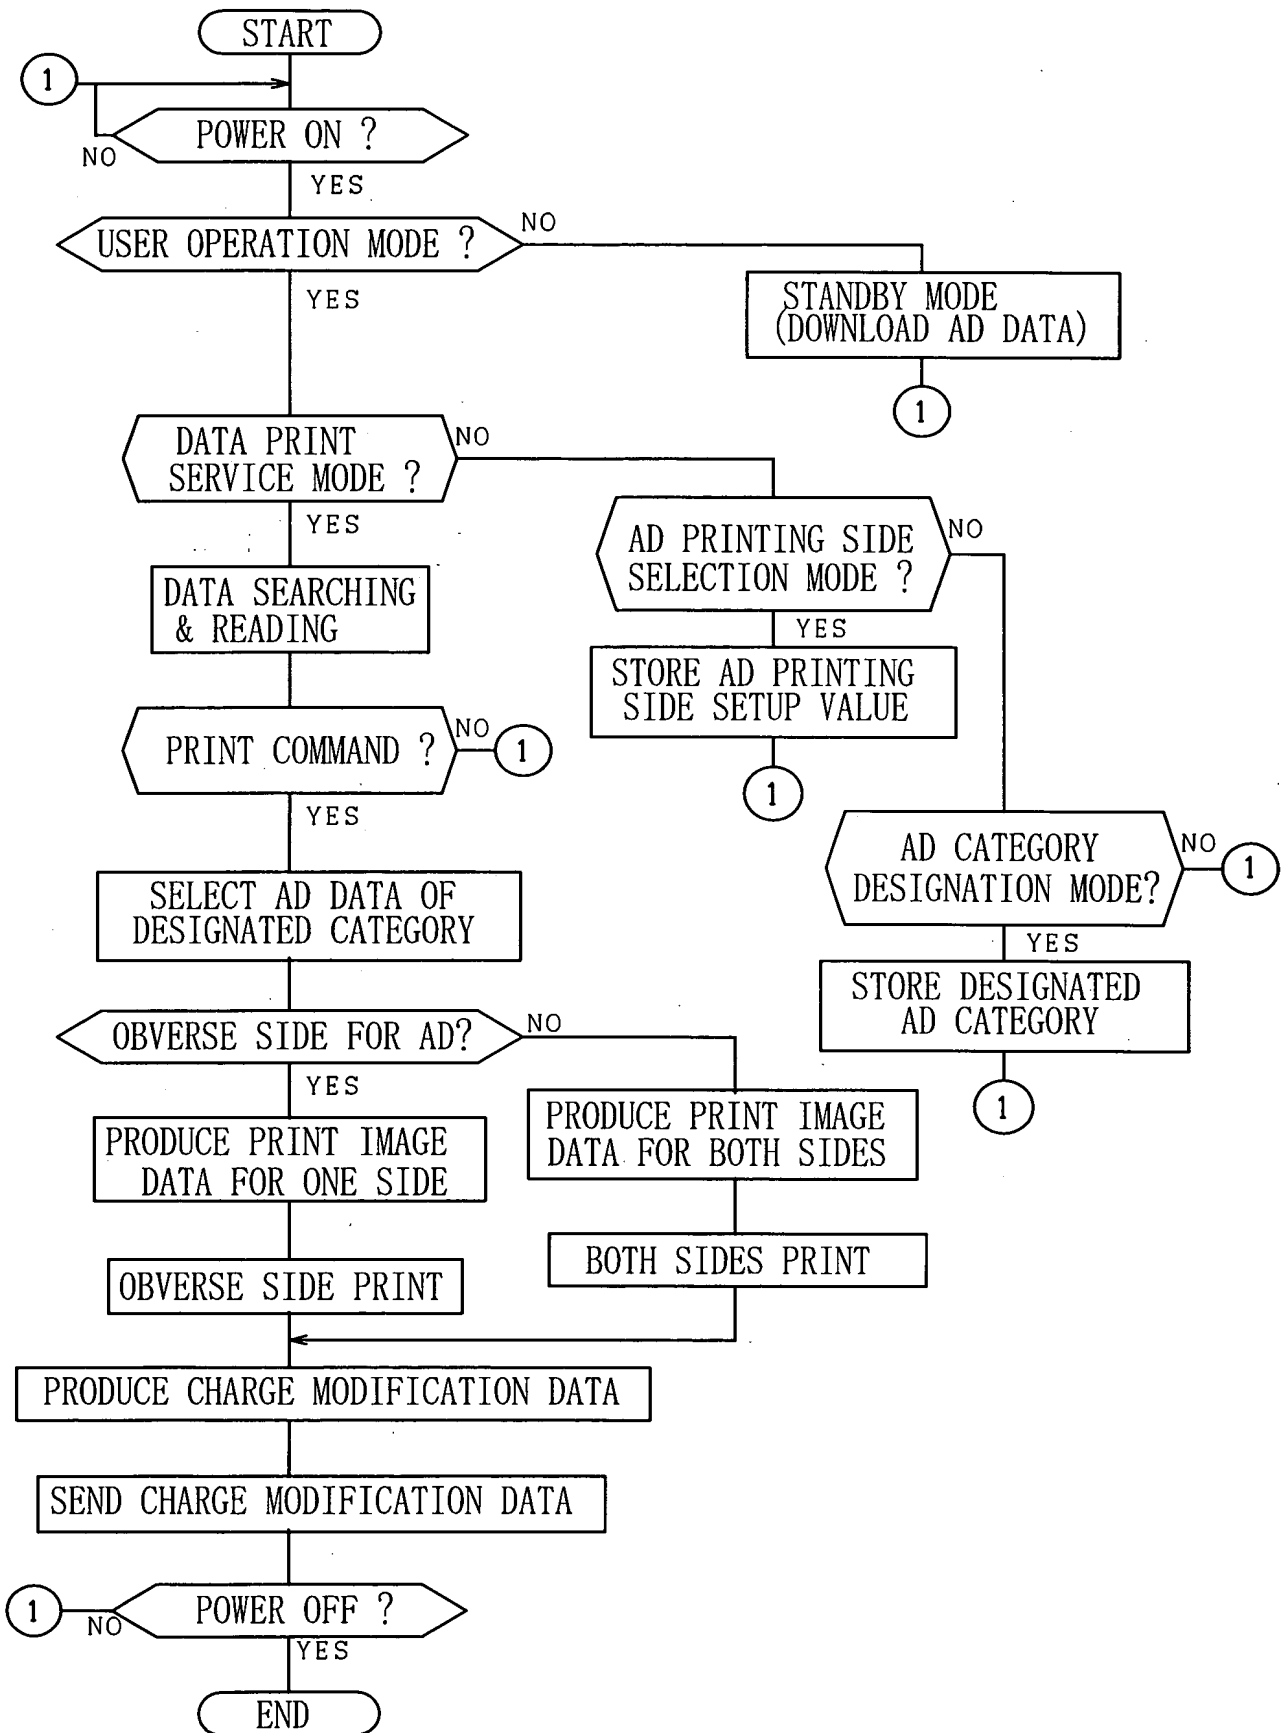 START
1
POWER ON ?
NO
YES
USER OPERATION MODE ?
NO
YES
STANDBY MODE
(DOWNLOAD AD DATA)
1
DATA PRINT
SERVICE MODE ?
NO
YES
AD PRINTING SIDE
SELECTION MODE ?
NO
YES
DATA SEARCHING
& READING
STORE AD PRINTING
SIDE SETUP VALUE
1
PRINT COMMAND ?
NO
1
YES
AD CATEGORY
DESIGNATION MODE?
NO
1
YES
SELECT AD DATA OF
DESIGNATED CATEGORY
STORE DESIGNATED
AD CATEGORY
1
OBVERSE SIDE FOR AD?
NO
YES
PRODUCE PRINT IMAGE
DATA FOR ONE SIDE
PRODUCE PRINT IMAGE
DATA FOR BOTH SIDES
OBVERSE SIDE PRINT
BOTH SIDES PRINT
PRODUCE CHARGE MODIFICATION DATA
SEND CHARGE MODIFICATION DATA
1
NO
POWER OFF ?
YES
END